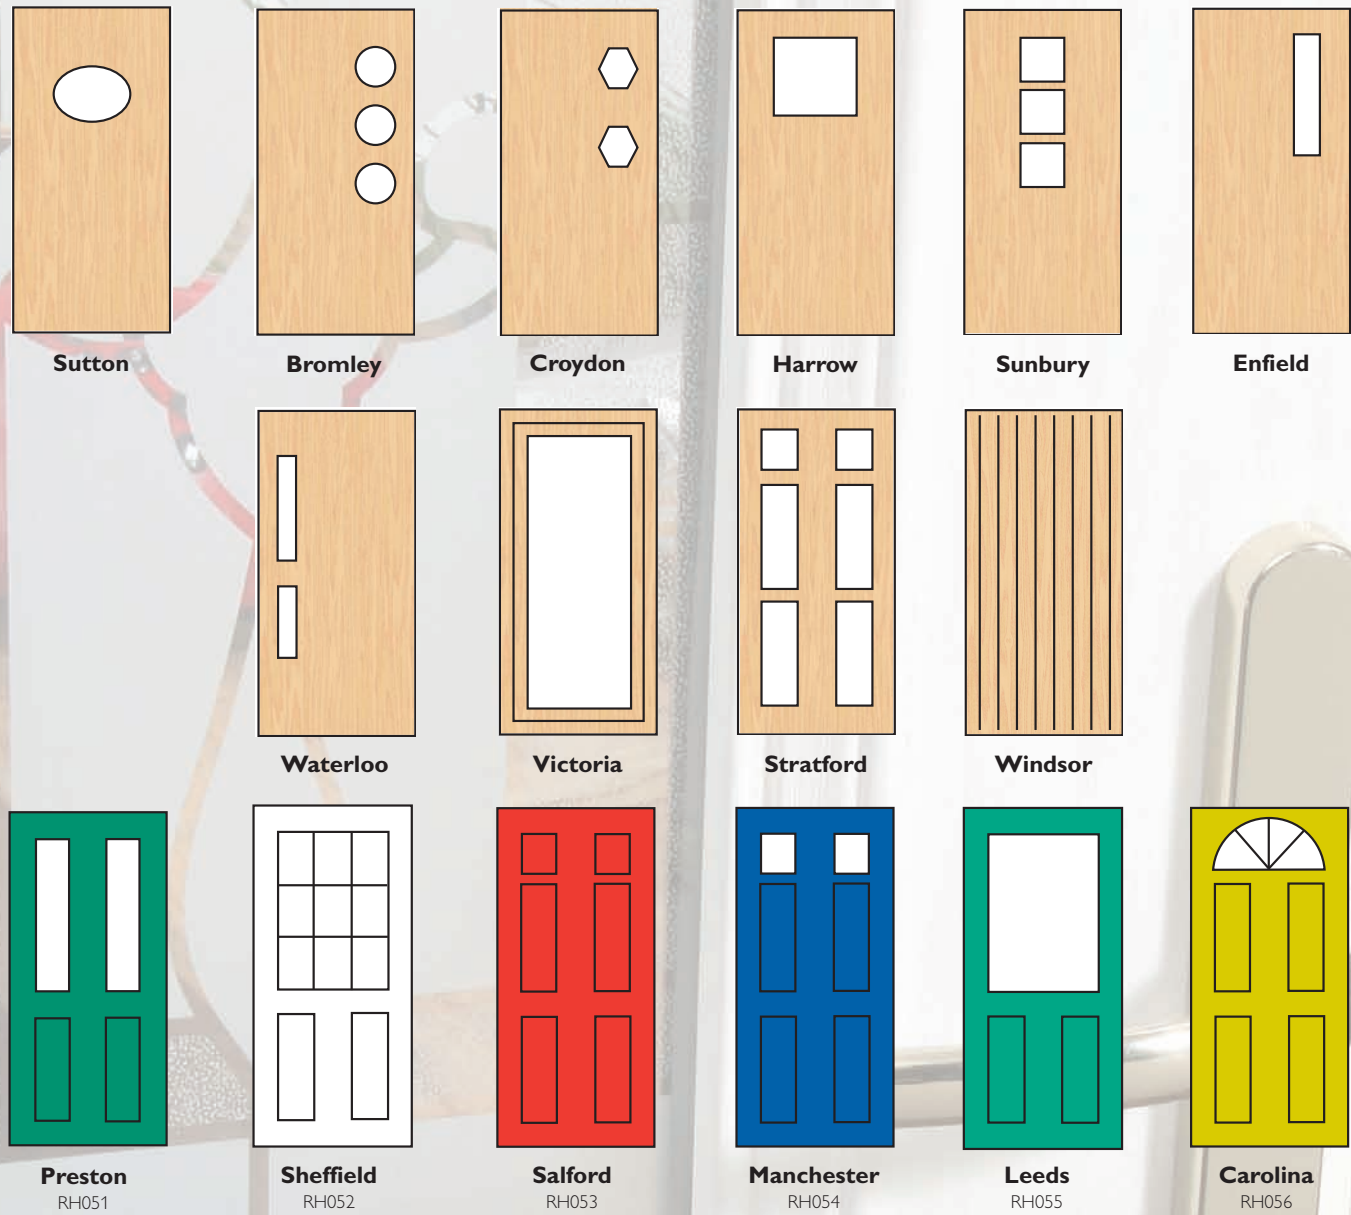 Sutton
Bromley
Croydon
Harrow
Sunbury
Enfield
Waterloo
Victoria
Stratford
Windsor
Preston
RH051
Sheffield
RH052
Salford
RH053
Manchester
RH054
Leeds
RH055
Carolina
RH056